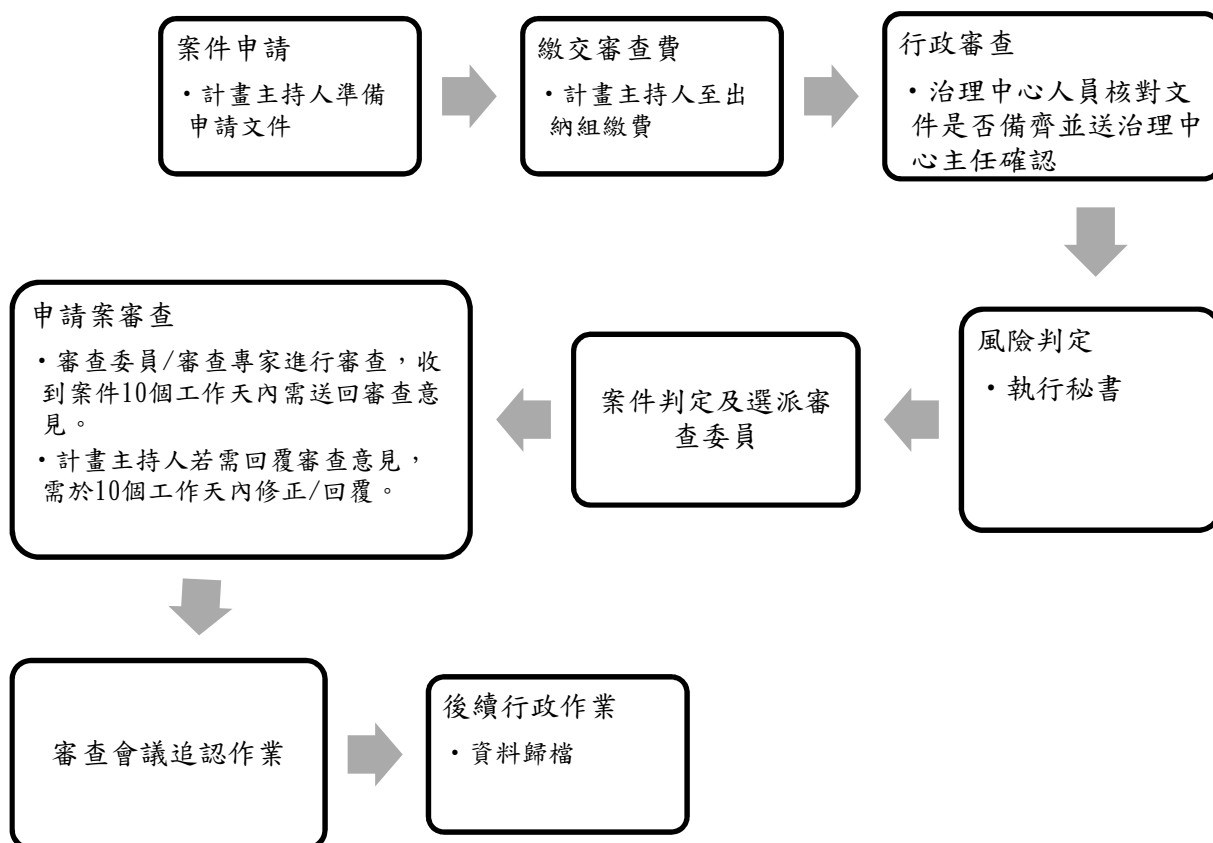 案件申請
・計畫主持人準備
申請文件
繳交審查費
・計畫主持人至出
納組繳費
行政審查
・治理中心人員核對文
件是否備齊並送治理中
心主任確認
風險判定
・執行秘書
案件判定及選派審
查委員
申請案審查
・審查委員/審查專家進行審查，收
到案件10個工作天內需送回審查意
見。
・計畫主持人若需回覆審查意見，
需於10個工作天內修正/回覆。
審查會議追認作業
後續行政作業
・資料歸檔